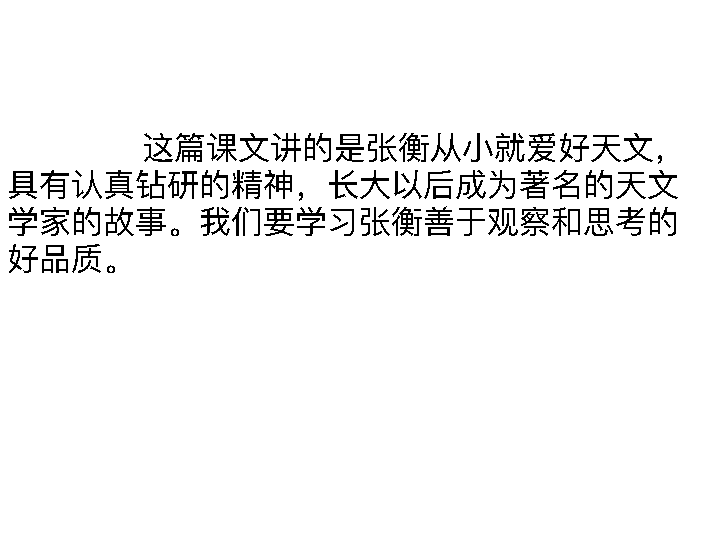 这篇课文讲的是张衡从小就爱好天文，
具有认真钻研的精神，长大以后成为著名的天文
学家的故事。我们要学习张衡善于观察和思考的
好品质。